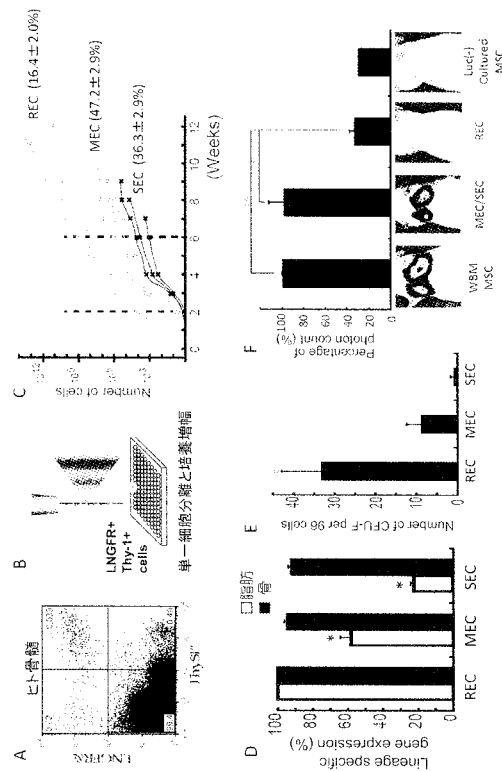 A
ヒト骨髄
LNGFR
Thy-1
B
LNGFR+
Thy-1+
cells
単一細胞分離と培養増幅
C
Number of cells
REC (16.4±2.0%)
MEC (47.2±2.9%)
SEC (36.3±2.9%)
0 2 4 6 8 10 12
(Weeks)
D
Lineage specific
gene expression (%)
100
80
60
40
20
0
脂肪
骨
*
*
REC MEC SEC
E
Number of CFU-F per 96 cells
40
30
20
10
0
REC MEC SEC
F
Percentage of
photon count (%)
100
80
60
40
20
0
WBM
MSC
MEC/SEC
REC
Luc(-)
Cultured
MSC